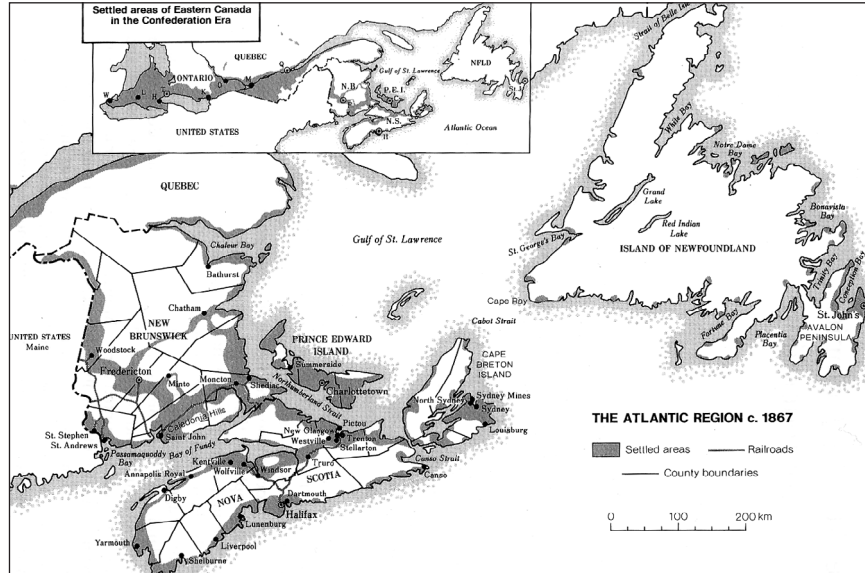 Settled areas of Eastern Canada
in the Confederation Era
QUEBEC
ONTARIO
Gulf of St. Lawrence
NFLD
St.J.
N.B.
P.E.I.
C
N.S.
H
Q
M
O
K
T
H
L
W
UNITED STATES
Atlantic Ocean
Strait of Belle Isle
White Bay
Notre Dame
Bay
QUEBEC
Grand
Lake
Red Indian
Lake
Bonavista
Bay
Chaleur Bay
Gulf of St. Lawrence
St. George's Bay
ISLAND OF NEWFOUNDLAND
Trinity Bay
Conception Bay
Bathurst
Cape Ray
St. John's
Chatham
Cabot Strait
Fortune Bay
Placentia
Bay
AVALON
PENINSULA
UNITED STATES
Maine
NEW
BRUNSWICK
PRINCE EDWARD
ISLAND
Woodstock
Summerside
CAPE
BRETON
ISLAND
Fredericton
Minto
Moncton
Shediac
Charlottetown
Northumberland Strait
North Sydney
Sydney Mines
Sydney
Caledonia Hills
St. Stephen
St. Andrews
Saint John
Pictou
New Glasgow
Trenton
Westville
Stellarton
Louisburg
THE ATLANTIC REGION c. 1867
Passamaquoddy
Bay
Bay of Fundy
Kentville
Wolfville
Windsor
Truro
Canso Strait
Canso
Annapolis Royal
Digby
NOVA
SCOTIA
Dartmouth
Halifax
Settled areas
Railroads
County boundaries
Lunenburg
Yarmouth
Liverpool
Shelburne
0 100 200 km